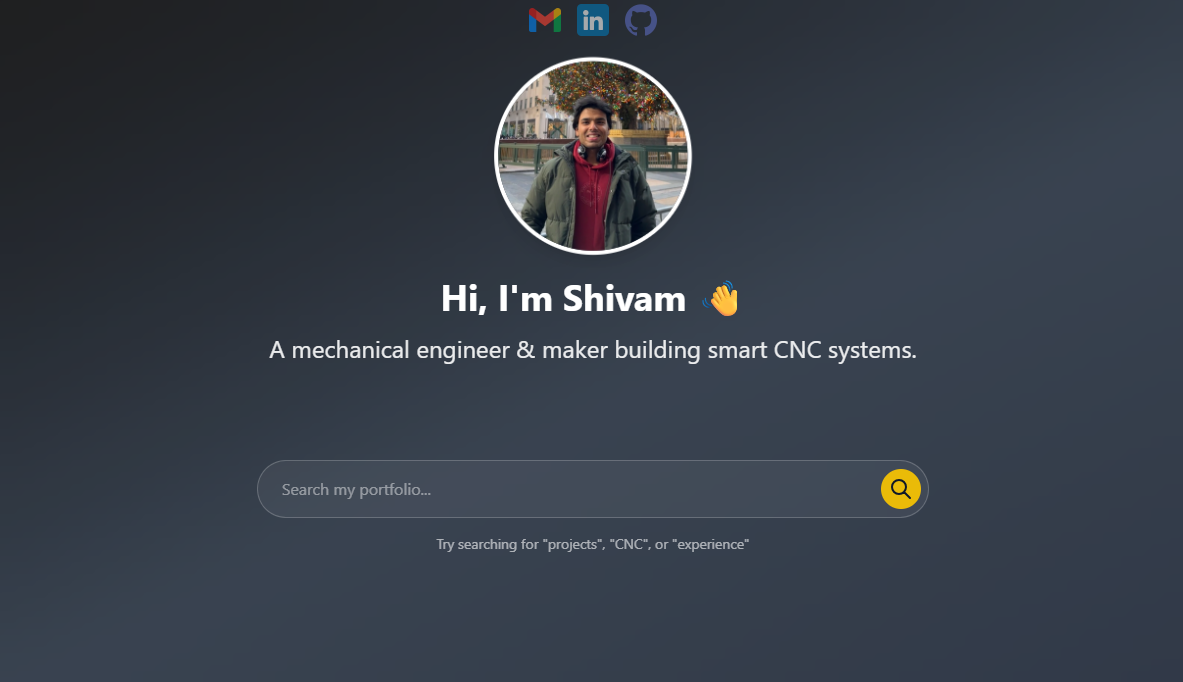 in
Hi, I'm Shivam 👋
A mechanical engineer & maker building smart CNC systems.
Search my portfolio...
Try searching for "projects", "CNC", or "experience"